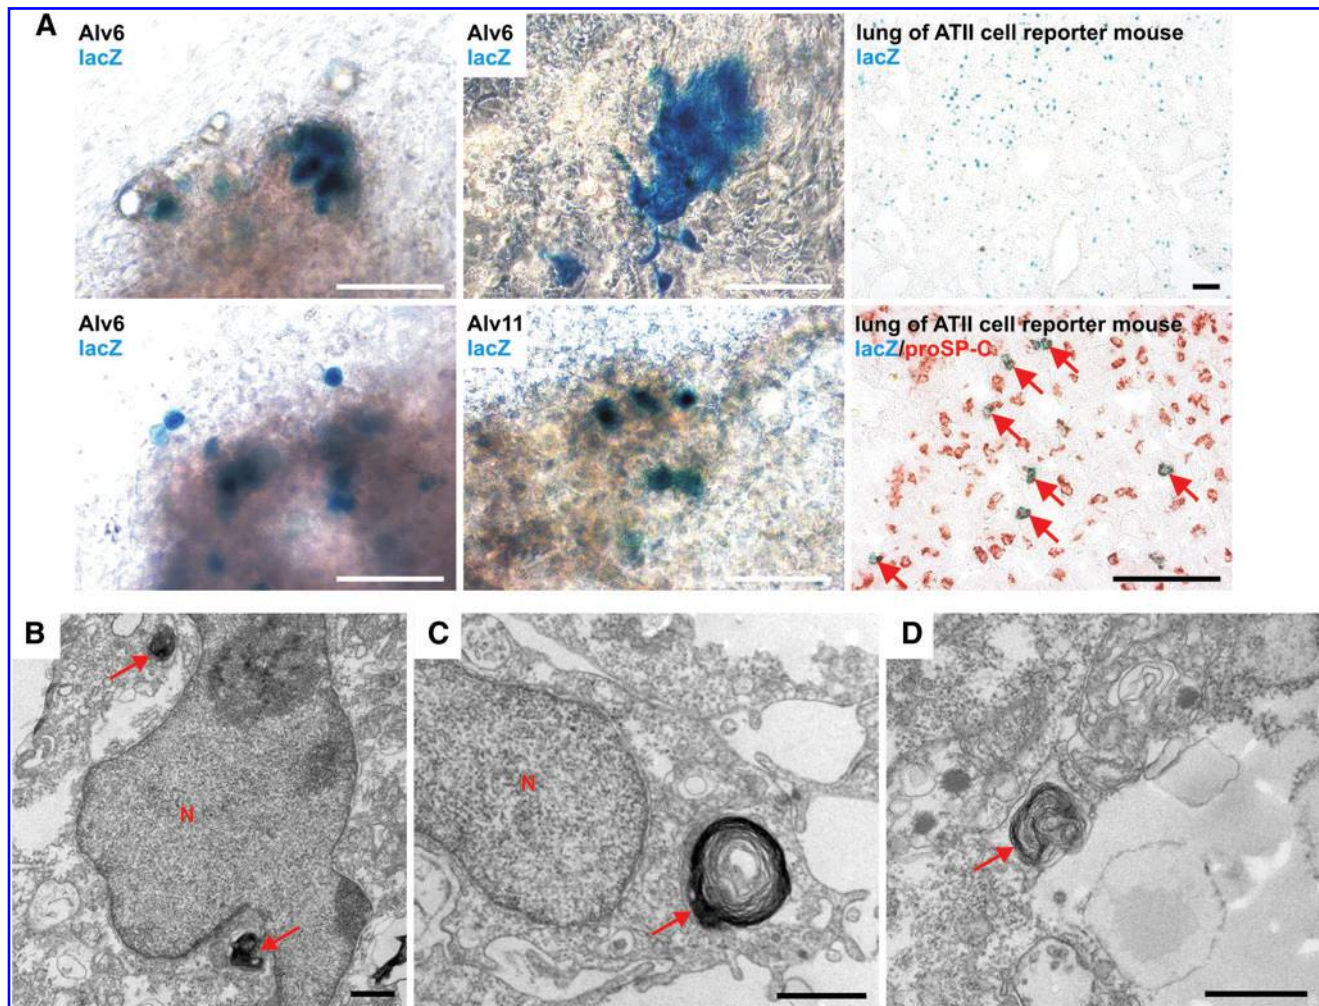 A
Alv6
lacZ
Alv6
lacZ
lung of ATII cell reporter mouse
lacZ
Alv6
lacZ
Alv11
lacZ
lung of ATII cell reporter mouse
lacZ/proSP-C
B
N
C
N
D